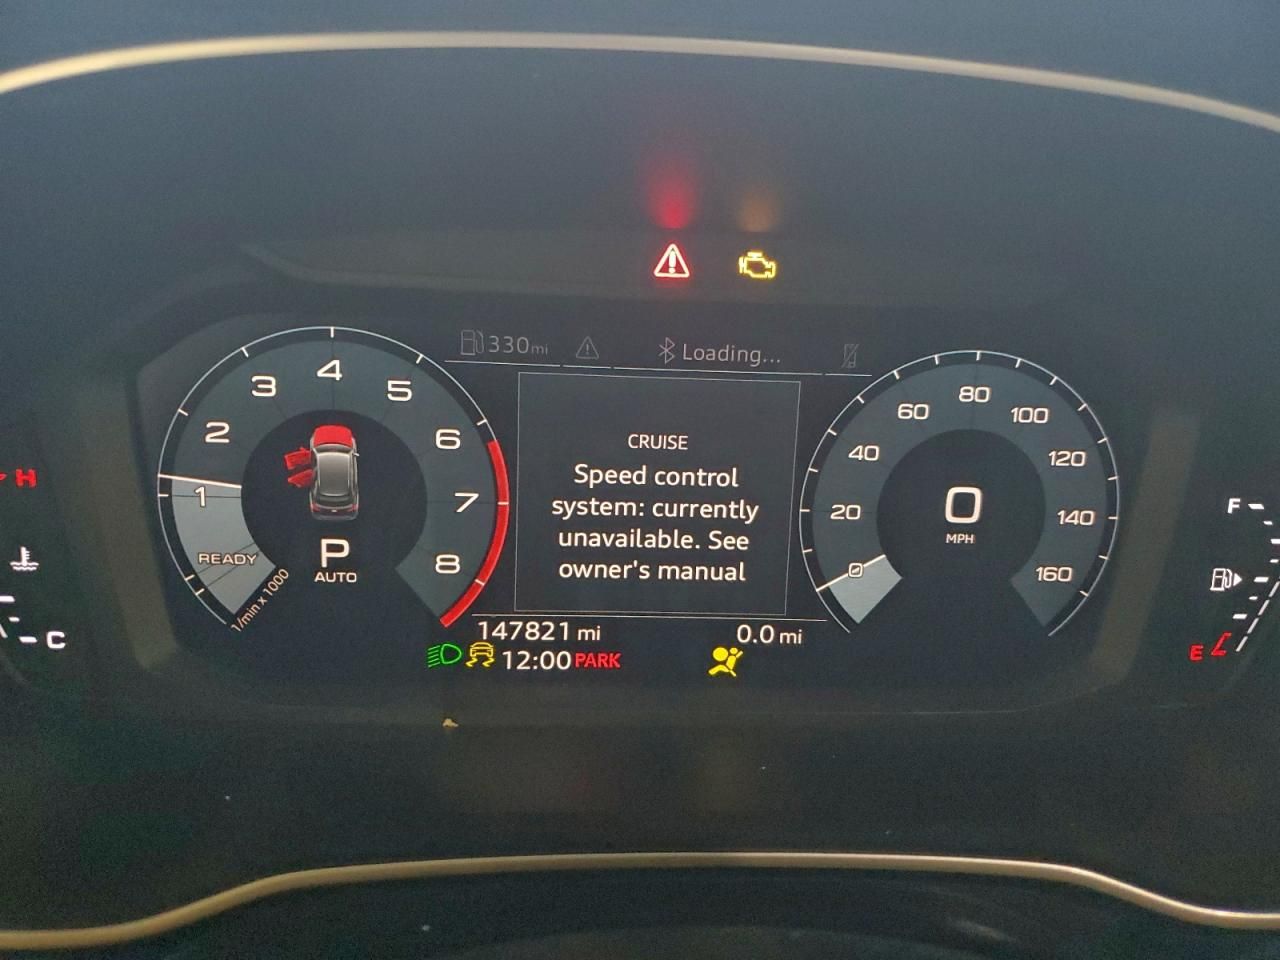 330mi
Loading...
1 2 3 4 5 6 7 8
READY
1/min x 1000
P
AUTO
CRUISE
Speed control
system: currently
unavailable. See
owner's manual
0 20 40 60 80 100 120 140 160
0
MPH
147821 mi
0.0 mi
12:00 PARK
H
C
F
E